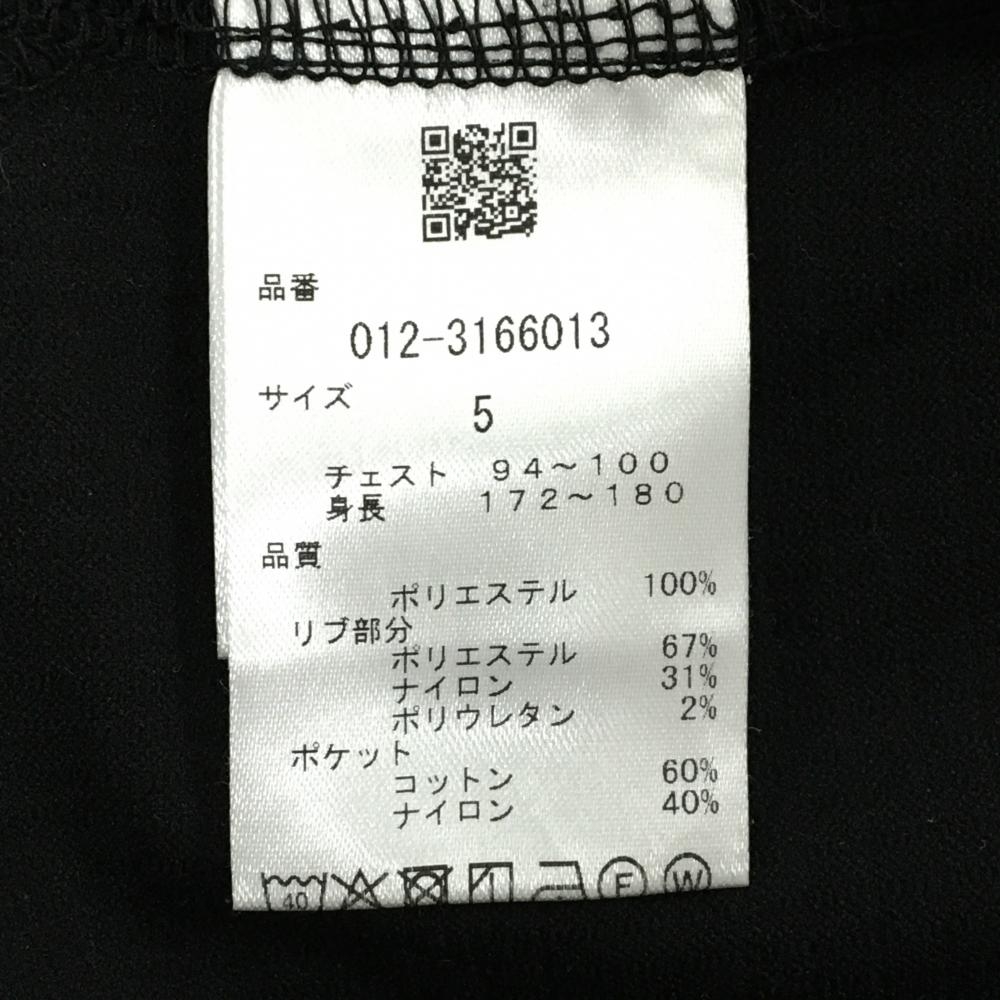 品番
012-3166013
サイズ 5
チェスト 94～100
身長 172～180
品質
ポリエステル 100%
リブ部分
ポリエステル 67%
ナイロン 31%
ポリウレタン 2%
ポケット
コットン 60%
ナイロン 40%
40 F W